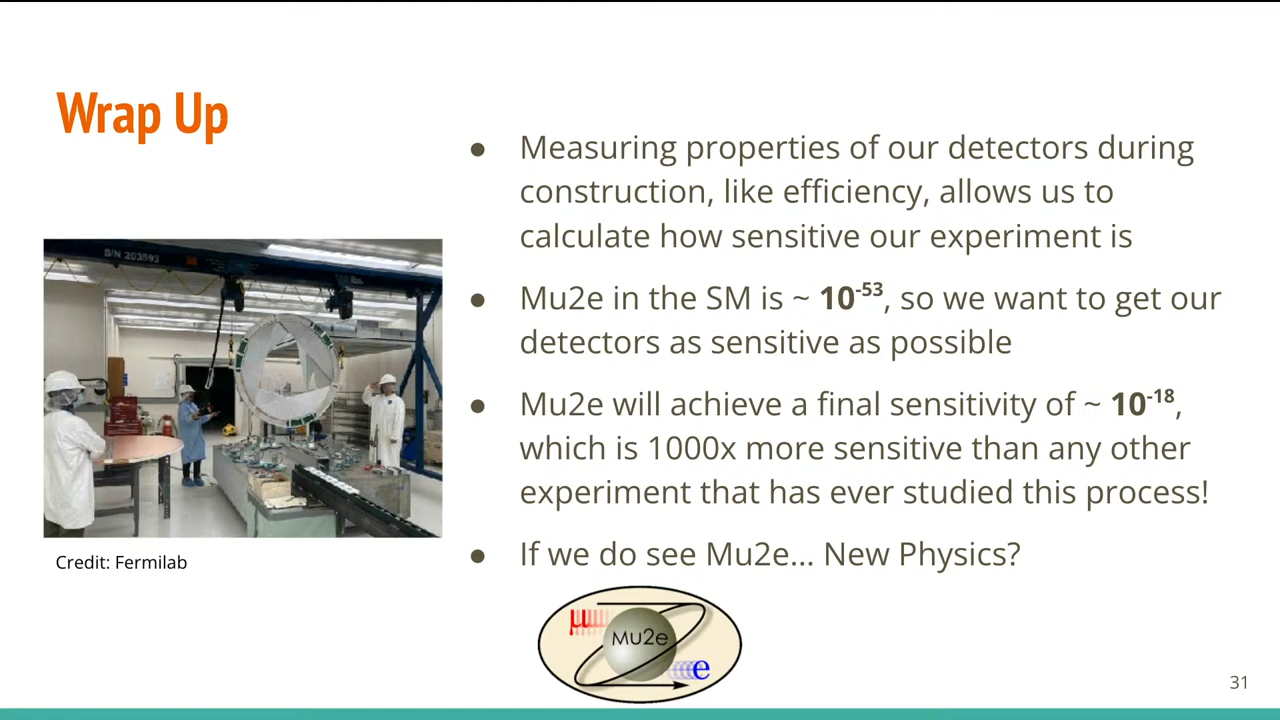 Wrap Up
● Measuring properties of our detectors during
construction, like efficiency, allows us to
calculate how sensitive our experiment is
● Mu2e in the SM is ~ 10⁻⁵³, so we want to get our
detectors as sensitive as possible
● Mu2e will achieve a final sensitivity of ~ 10⁻¹⁸,
which is 1000x more sensitive than any other
experiment that has ever studied this process!
● If we do see Mu2e... New Physics?
S/N 203593
Credit: Fermilab
μ
Mu2e
e
31